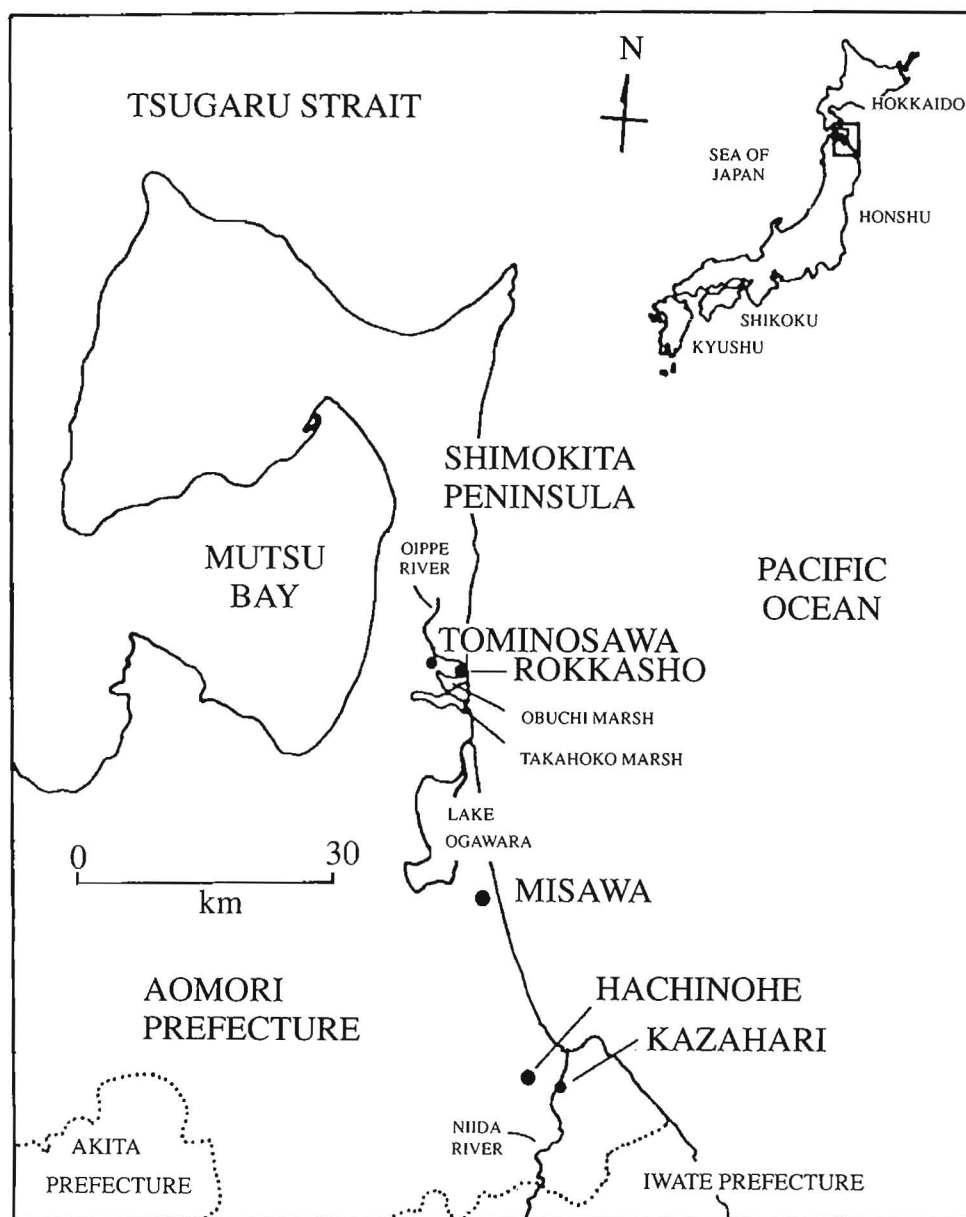 TSUGARU STRAIT
N
HOKKAIDO
SEA OF
JAPAN
HONSHU
SHIKOKU
KYUSHU
SHIMOKITA
PENINSULA
MUTSU
BAY
OIPPE
RIVER
PACIFIC
OCEAN
TOMINOSAWA
ROKKASHO
OBUCHI MARSH
TAKAHOKO MARSH
LAKE
OGAWARA
0 30
km
MISAWA
AOMORI
PREFECTURE
HACHINOHE
KAZAHARI
NIIDA
RIVER
AKITA
PREFECTURE
IWATE PREFECTURE